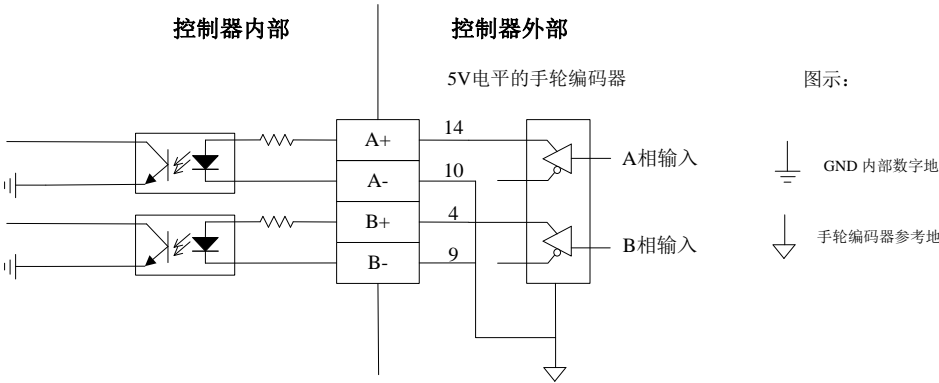 控制器内部
控制器外部
5V电平的手轮编码器
图示：
A+
14
A相输入
A-
10
GND 内部数字地
B+
4
B相输入
手轮编码器参考地
B-
9